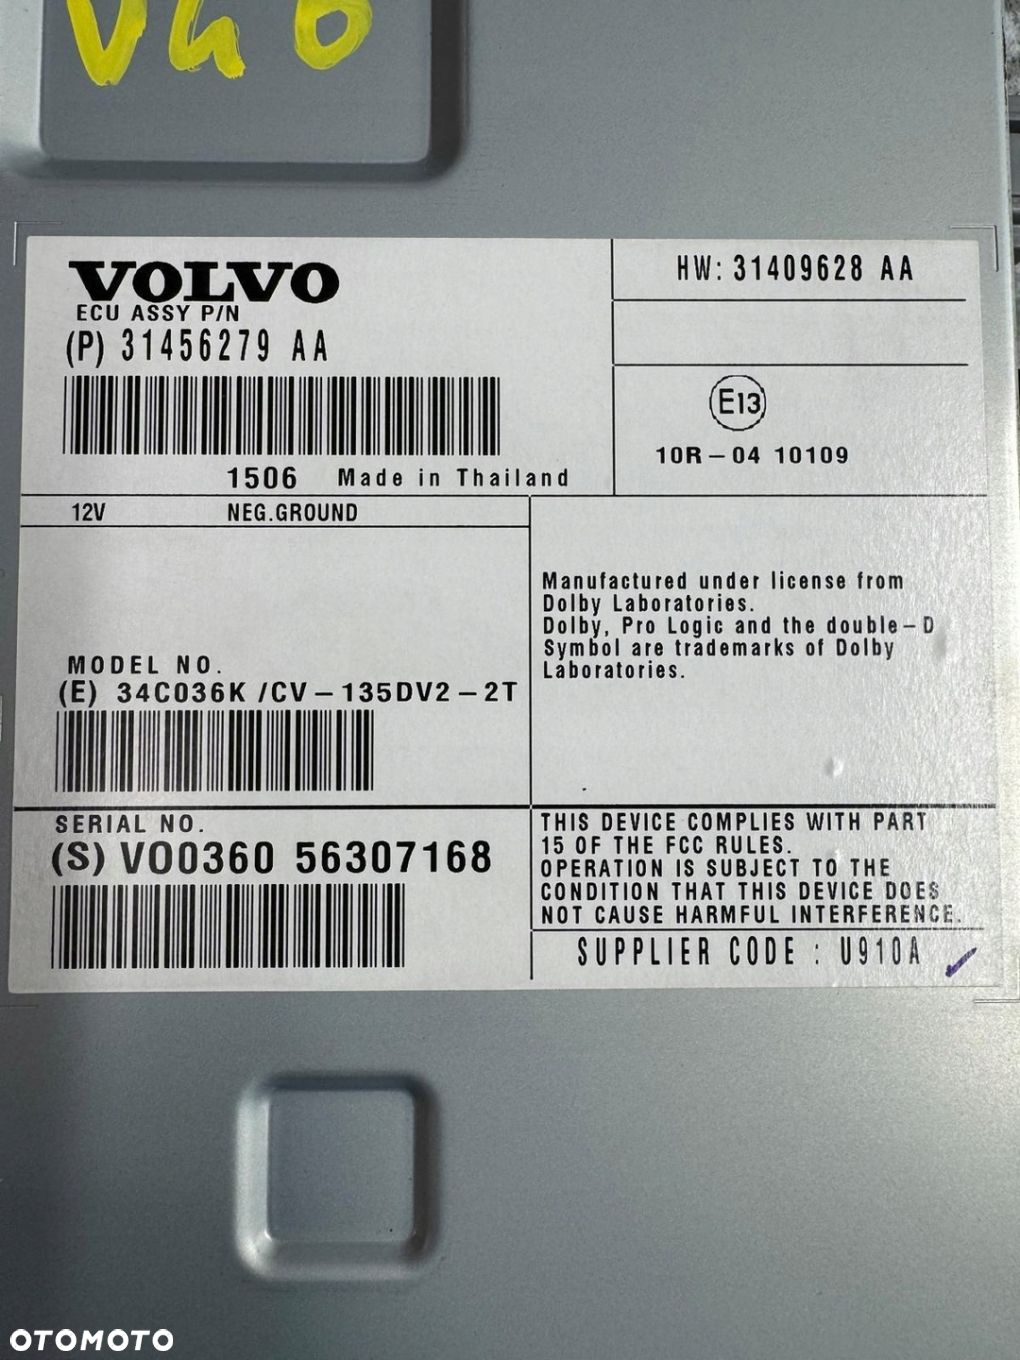 V40
VOLVO
ECU ASSY P/N
(P) 31456279 AA
1506 Made in Thailand
HW: 31409628 AA
E13
10R-04 10109
12V NEG.GROUND
MODEL NO.
(E) 34C036K /CV-135DV2-2T
Manufactured under license from
Dolby Laboratories.
Dolby, Pro Logic and the double-D
Symbol are trademarks of Dolby
Laboratories.
SERIAL NO.
(S) VO0360 56307168
THIS DEVICE COMPLIES WITH PART
15 OF THE FCC RULES.
OPERATION IS SUBJECT TO THE
CONDITION THAT THIS DEVICE DOES
NOT CAUSE HARMFUL INTERFERENCE.
SUPPLIER CODE : U910A
OTOMOTO